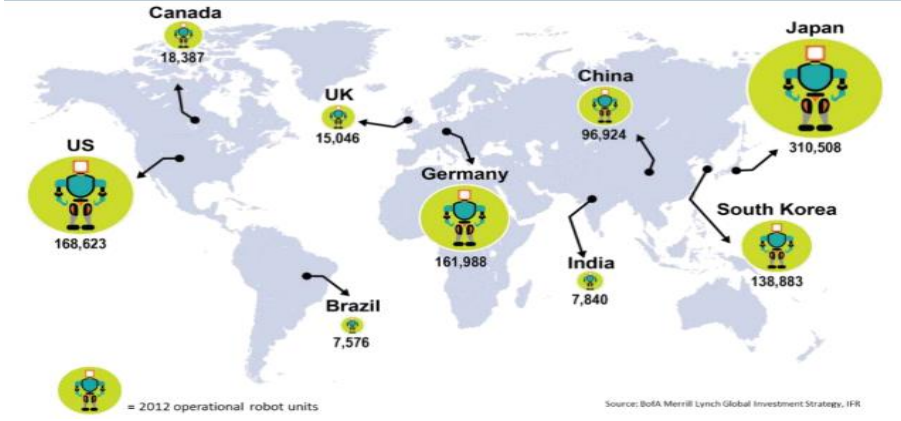 Canada
18,387
Japan
310,508
UK
15,046
China
96,924
US
168,623
Germany
161,988
South Korea
138,883
India
7,840
Brazil
7,576
= 2012 operational robot units
Source: BofA Merrill Lynch Global Investment Strategy, IFR